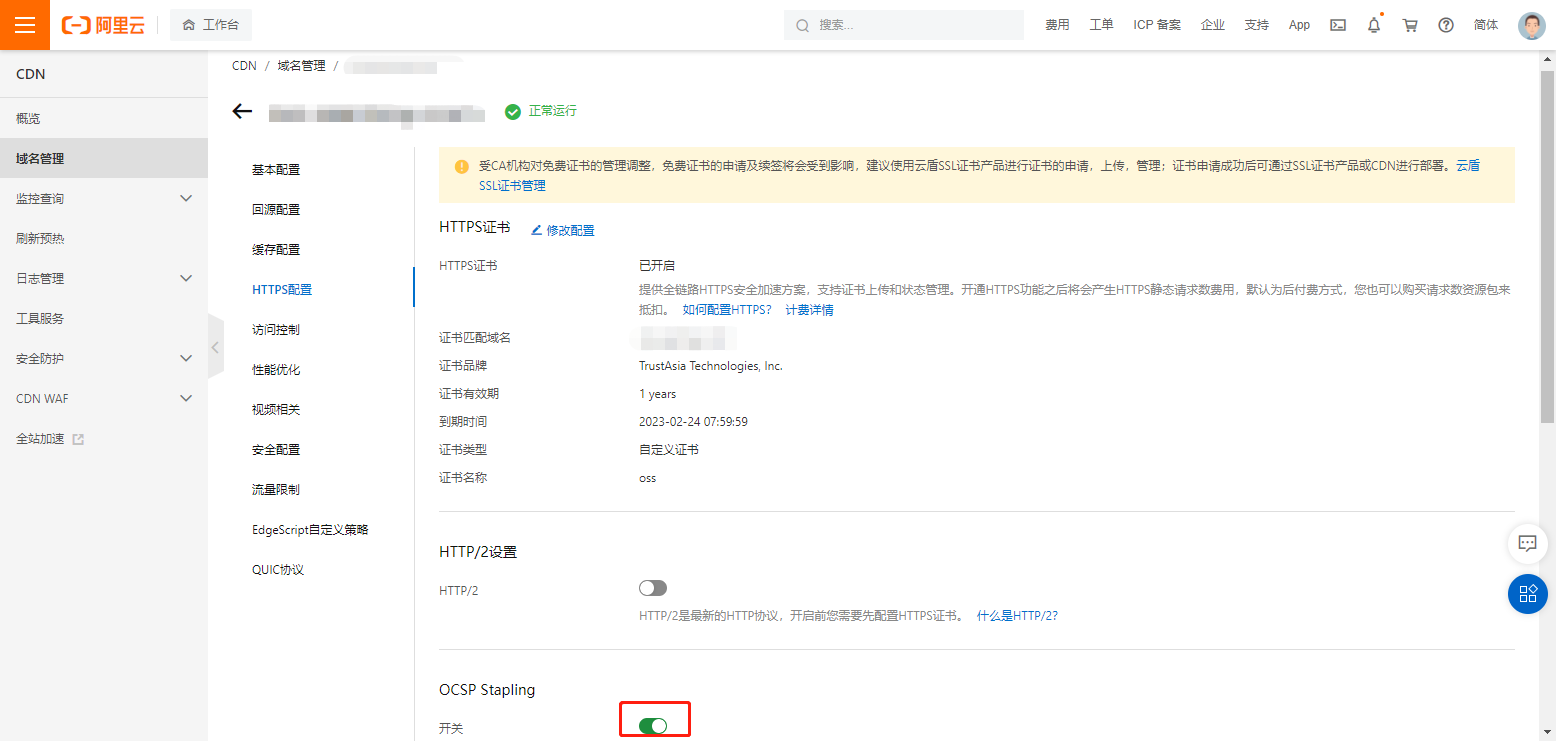 阿里云
工作台
搜索...
费用
工单
ICP 备案
企业
支持
App
简体
CDN
概览
域名管理
监控查询
刷新预热
日志管理
工具服务
安全防护
CDN WAF
全站加速
CDN / 域名管理 /
正常运行
基本配置
回源配置
缓存配置
HTTPS配置
访问控制
性能优化
视频相关
安全配置
流量限制
EdgeScript自定义策略
QUIC协议
受CA机构对免费证书的管理调整，免费证书的申请及续签将会受到影响，建议使用云盾SSL证书产品进行证书的申请，上传，管理；证书申请成功后可通过SSL证书产品或CDN进行部署。云盾
SSL证书管理
HTTPS证书 修改配置
HTTPS证书 已开启
提供全链路HTTPS安全加速方案，支持证书上传和状态管理。开通HTTPS功能之后将会产生HTTPS静态请求数费用，默认为后付费方式，您也可以购买请求数资源包来
抵扣。 如何配置HTTPS? 计费详情
证书匹配域名
证书品牌 TrustAsia Technologies, Inc.
证书有效期 1 years
到期时间 2023-02-24 07:59:59
证书类型 自定义证书
证书名称 oss
HTTP/2设置
HTTP/2
HTTP/2是最新的HTTP协议，开启前您需要先配置HTTPS证书。 什么是HTTP/2?
OCSP Stapling
开关